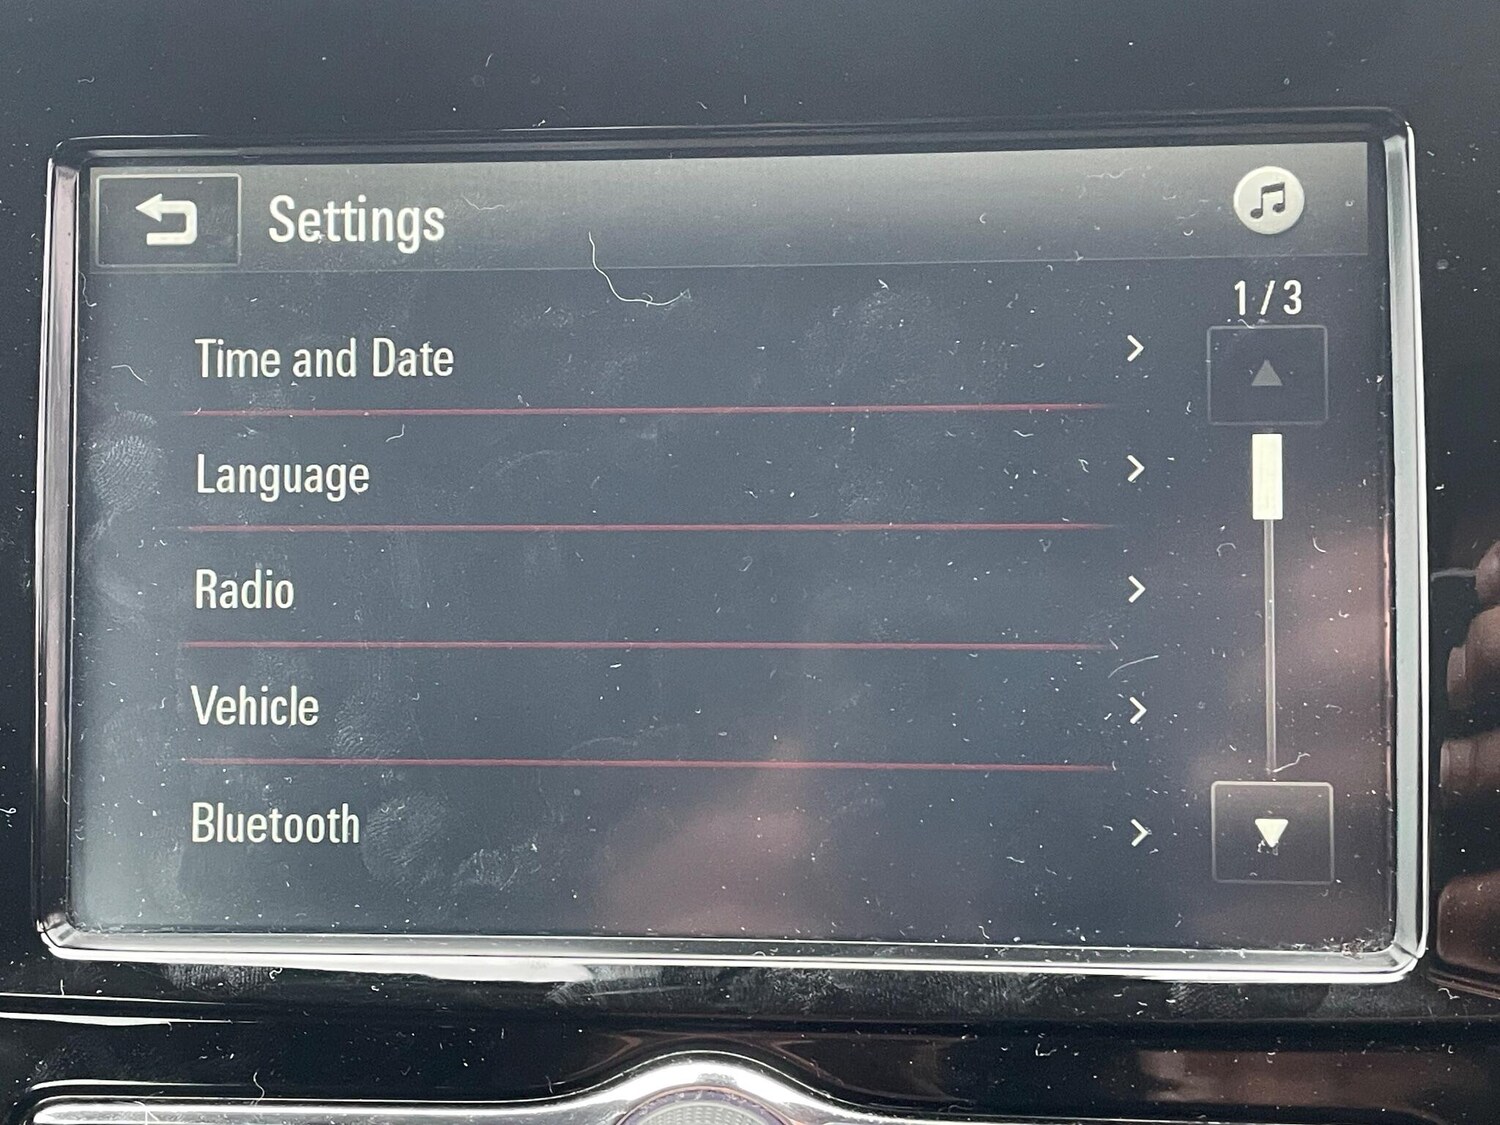 Settings
1/3
Time and Date
Language
Radio
Vehicle
Bluetooth